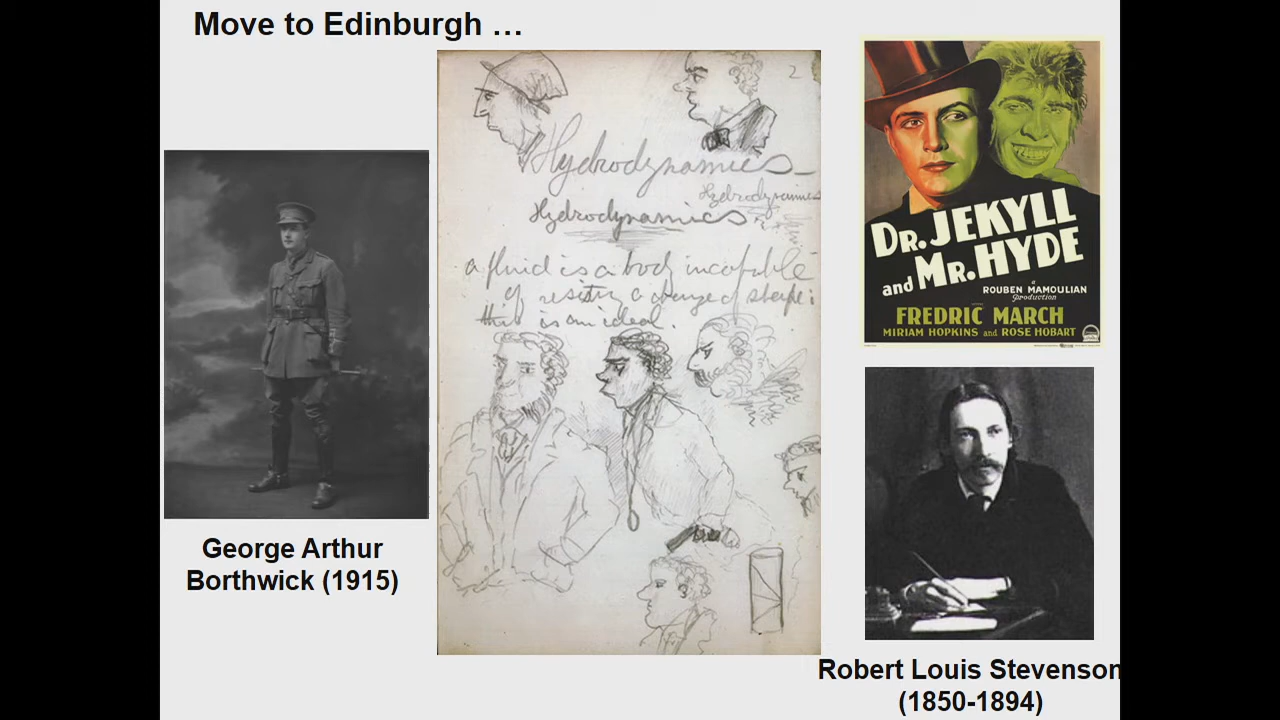 Move to Edinburgh …
2
Hydrodynamics
Hydrodynamics
Hydrodynamics
a fluid is a body incapable
of resisting a change of shape:
this is an ideal.
DR. JEKYLL
and MR. HYDE
a
ROUBEN MAMOULIAN
Production
FREDRIC MARCH
MIRIAM HOPKINS and ROSE HOBART
George Arthur
Borthwick (1915)
Robert Louis Stevenson
(1850-1894)